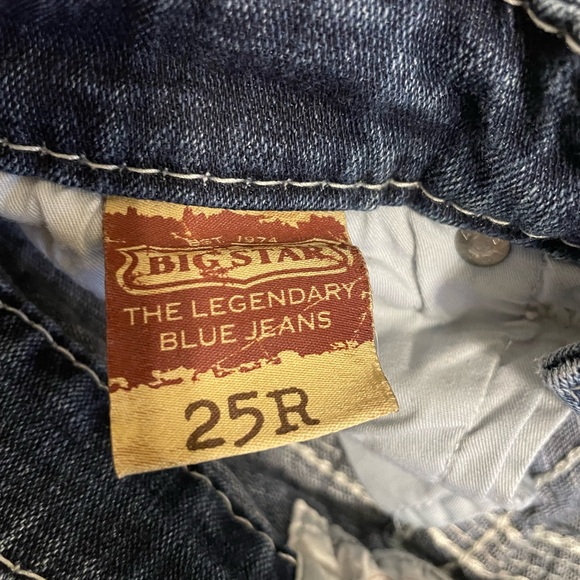 EST. 1974
BIG STAR
THE LEGENDARY
BLUE JEANS
25R